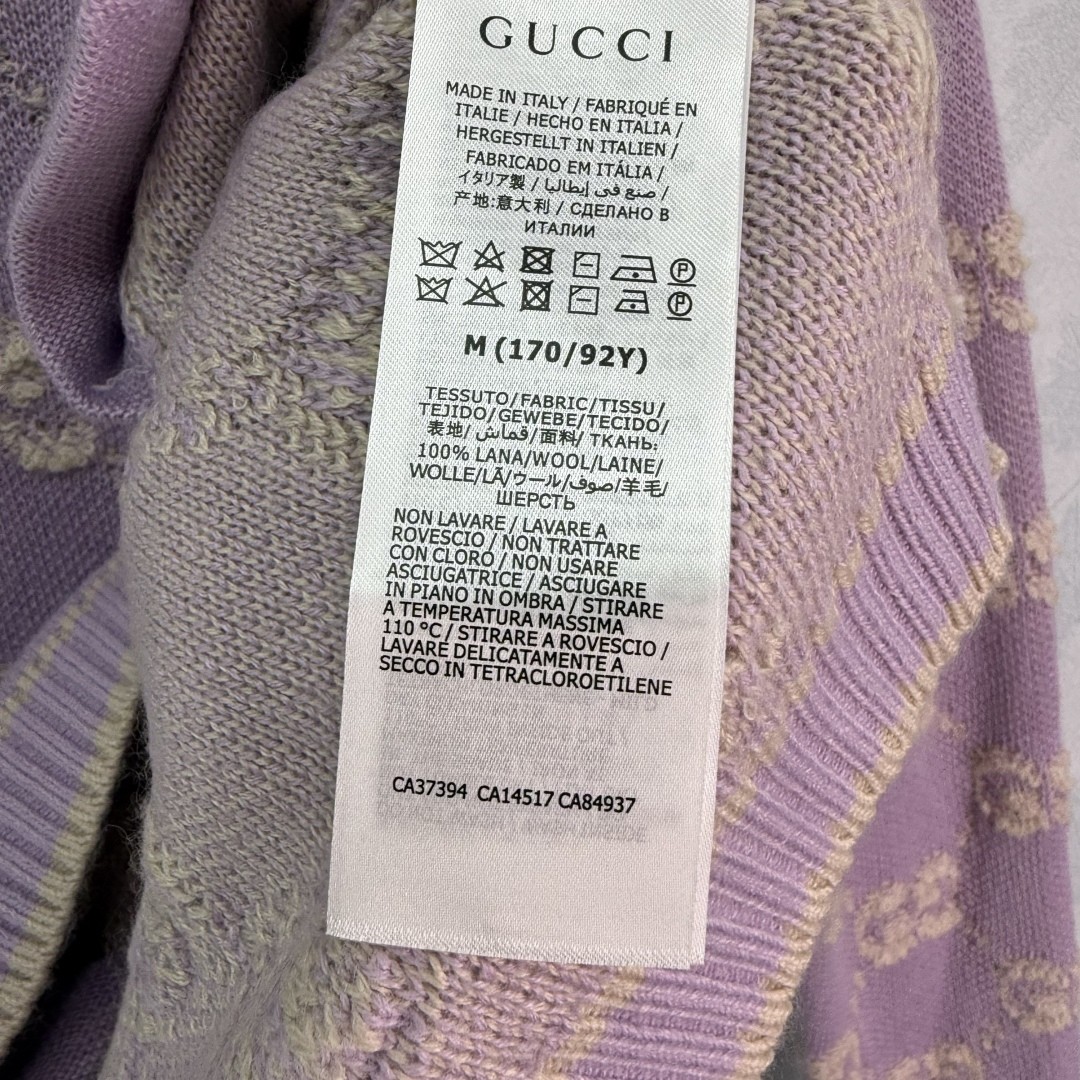 GUCCI
MADE IN ITALY / FABRIQUÉ EN
ITALIE / HECHO EN ITALIA /
HERGESTELLT IN ITALIEN /
FABRICADO EM ITÁLIA /
イタリア製 / صنع في إيطاليا /
产地:意大利 / СДЕЛАНО В
ИТАЛИИ
M (170/92Y)
TESSUTO/FABRIC/TISSU/
TEJIDO/GEWEBE/TECIDO/
表地/ قماش/面料/ ТКАНЬ:
100% LANA/WOOL/LAINE/
WOLLE/LÃ/ウール/صوف/羊毛/
ШЕРСТЬ
NON LAVARE / LAVARE A
ROVESCIO / NON TRATTARE
CON CLORO / NON USARE
ASCIUGATRICE / ASCIUGARE
IN PIANO IN OMBRA / STIRARE
A TEMPERATURA MASSIMA
110 °C / STIRARE A ROVESCIO /
LAVARE DELICATAMENTE A
SECCO IN TETRACLOROETILENE
CA37394 CA14517 CA84937